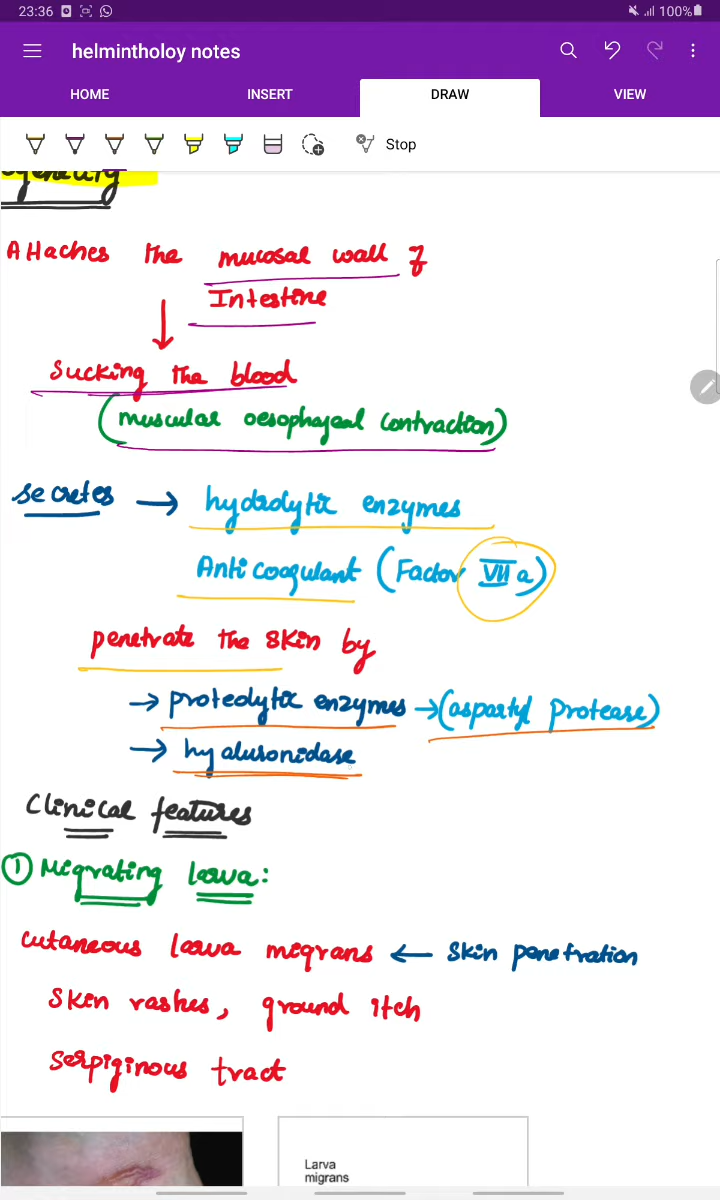 23:36 100%
helmintholoy notes
HOME INSERT DRAW VIEW
Stop
Attaches the mucosal wall of
Intestine
↓
Sucking the blood
(muscular oesophageal contraction)
secretes → hydrolytic enzymes
Anticoagulant (Factor VIIa)
penetrate the skin by
→ proteolytic enzymes → (aspartyl protease)
→ hyaluronidase
Clinical features
① Migrating larva:
cutaneous larva migrans ← skin penetration
skin rashes, ground itch
serpiginous tract
Larva
migrans